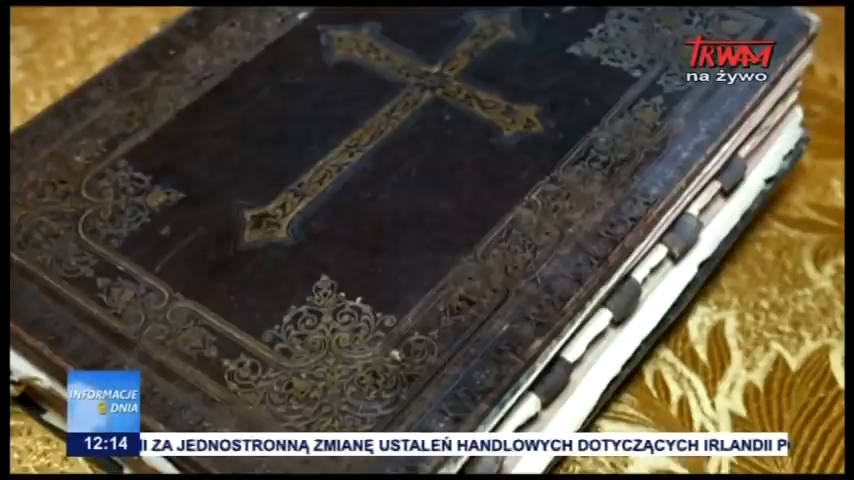 TRWAM
na żywo
INFORMACJE
DNIA
12:14
ZA JEDNOSTRONNĄ ZMIANĘ USTALEŃ HANDLOWYCH DOTYCZĄCYCH IRLANDII